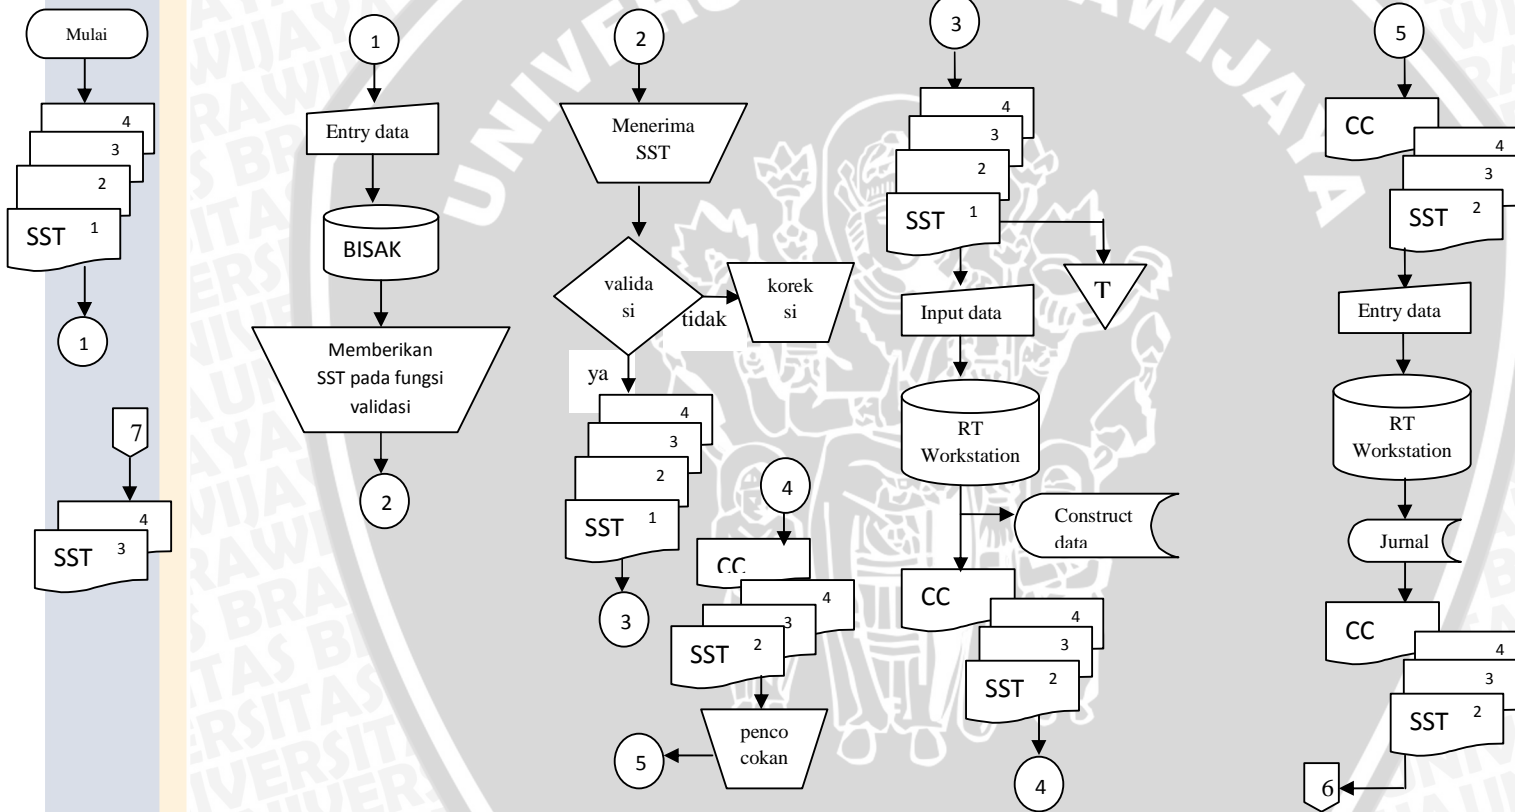 Mulai
4
3
2
SST 1
1
7
4
SST 3
1
Entry data
BISAK
Memberikan
SST pada fungsi
validasi
2
2
Menerima
SST
valida
si
tidak
korek
si
ya
4
3
2
SST 1
3
4
CC
4
3
SST 2
penco
cokan
5
3
4
3
2
SST 1
T
Input data
RT
Workstation
Construct
data
CC
4
3
SST 2
4
5
CC
4
3
SST 2
Entry data
RT
Workstation
Jurnal
CC
4
3
SST 2
6
UNIVERSITAS BRAWIJAYA